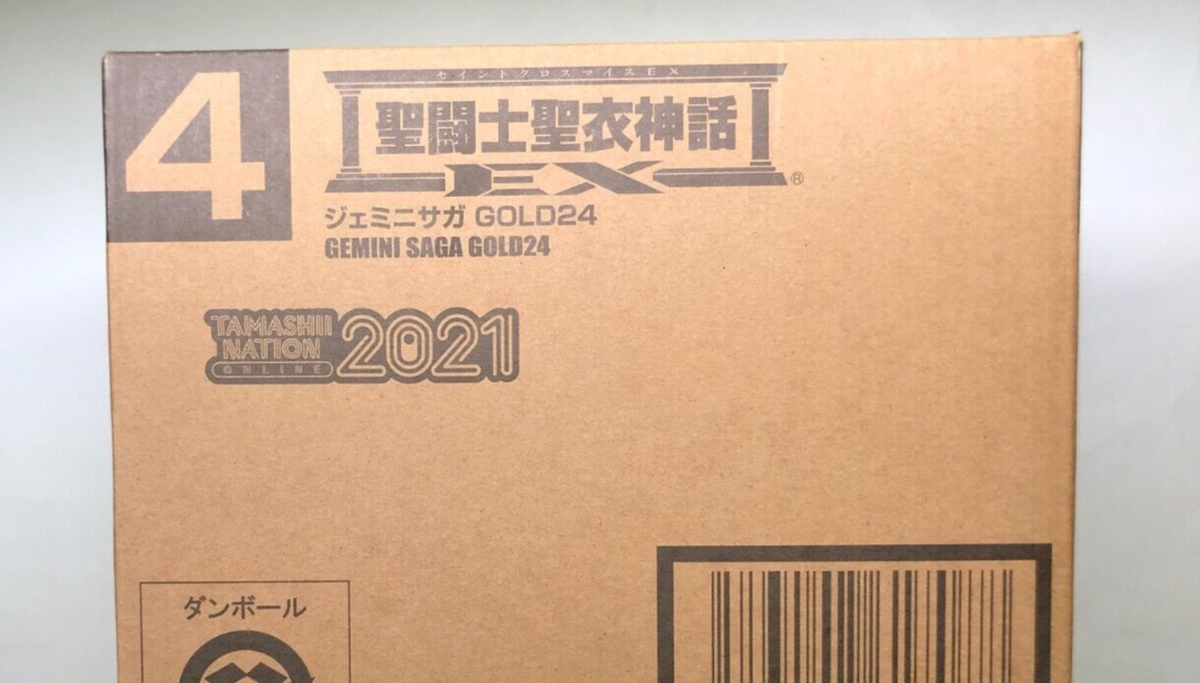 4
セイントクロスマイスEX
聖闘士聖衣神話
EX®
ジェミニサガ GOLD24
GEMINI SAGA GOLD24
TAMASHII
NATION
ONLINE
2021
ダンボール